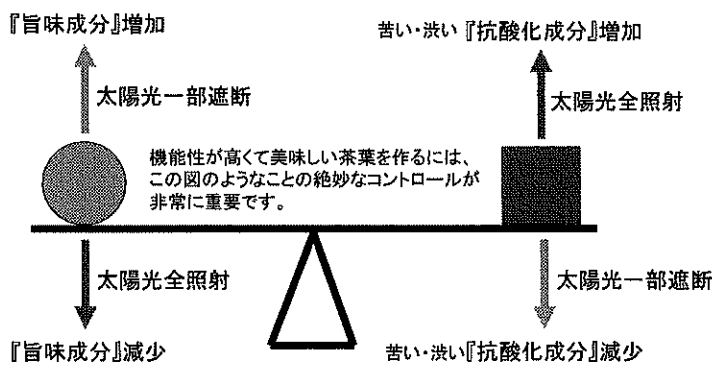 『旨味成分』増加
苦い・渋い『抗酸化成分』増加
太陽光一部遮断
太陽光全照射
機能性が高くて美味しい茶葉を作るには、
この図のようなことの絶妙なコントロールが
非常に重要です。
太陽光全照射
太陽光一部遮断
『旨味成分』減少
苦い・渋い『抗酸化成分』減少